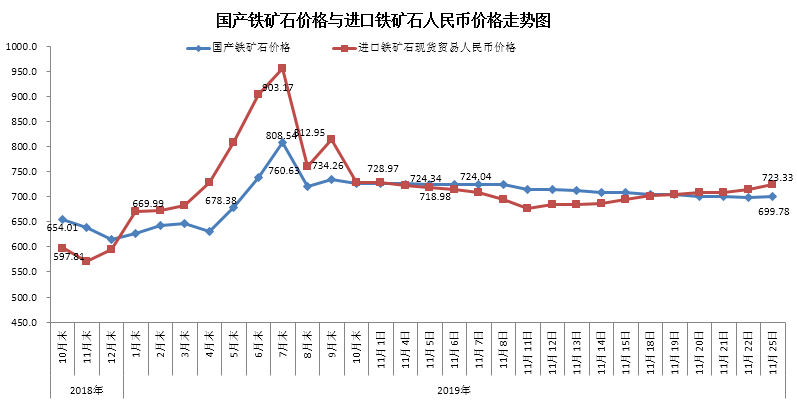 国产铁矿石价格与进口铁矿石人民币价格走势图
国产铁矿石价格
进口铁矿石现货贸易人民币价格
1000.0
950.0
900.0
850.0
800.0
750.0
700.0
650.0
600.0
550.0
500.0
450.0
654.01
597.81
669.99
678.38
903.17
808.54
760.63
812.95
734.26
728.97
724.34
718.98
724.04
723.33
699.78
10月末
11月末
12月末
1月末
2月末
3月末
4月末
5月末
6月末
7月末
8月末
9月末
10月末
11月1日
11月4日
11月5日
11月6日
11月7日
11月8日
11月11日
11月12日
11月13日
11月14日
11月15日
11月18日
11月19日
11月20日
11月21日
11月22日
11月25日
2018年
2019年